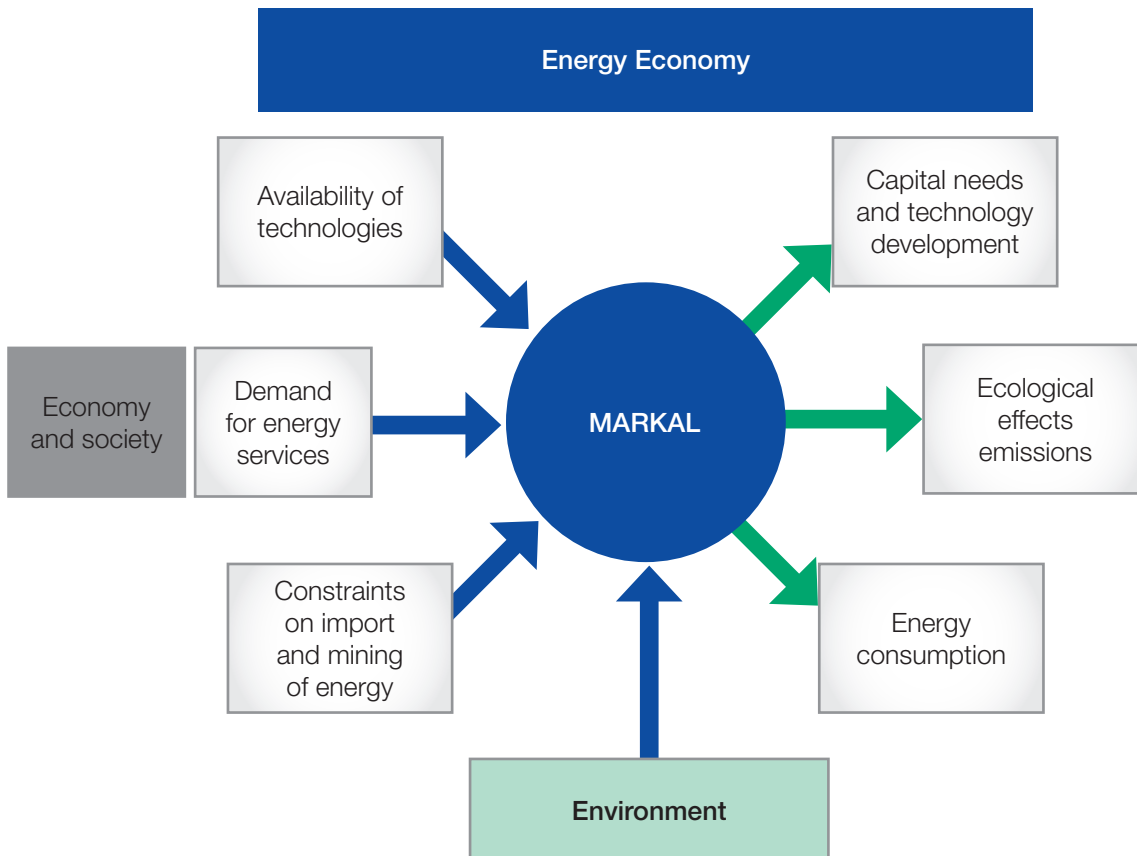 Energy Economy
Availability of
technologies
Capital needs
and technology
development
Economy
and society
Demand
for energy
services
MARKAL
Ecological
effects
emissions
Constraints
on import
and mining
of energy
Energy
consumption
Environment